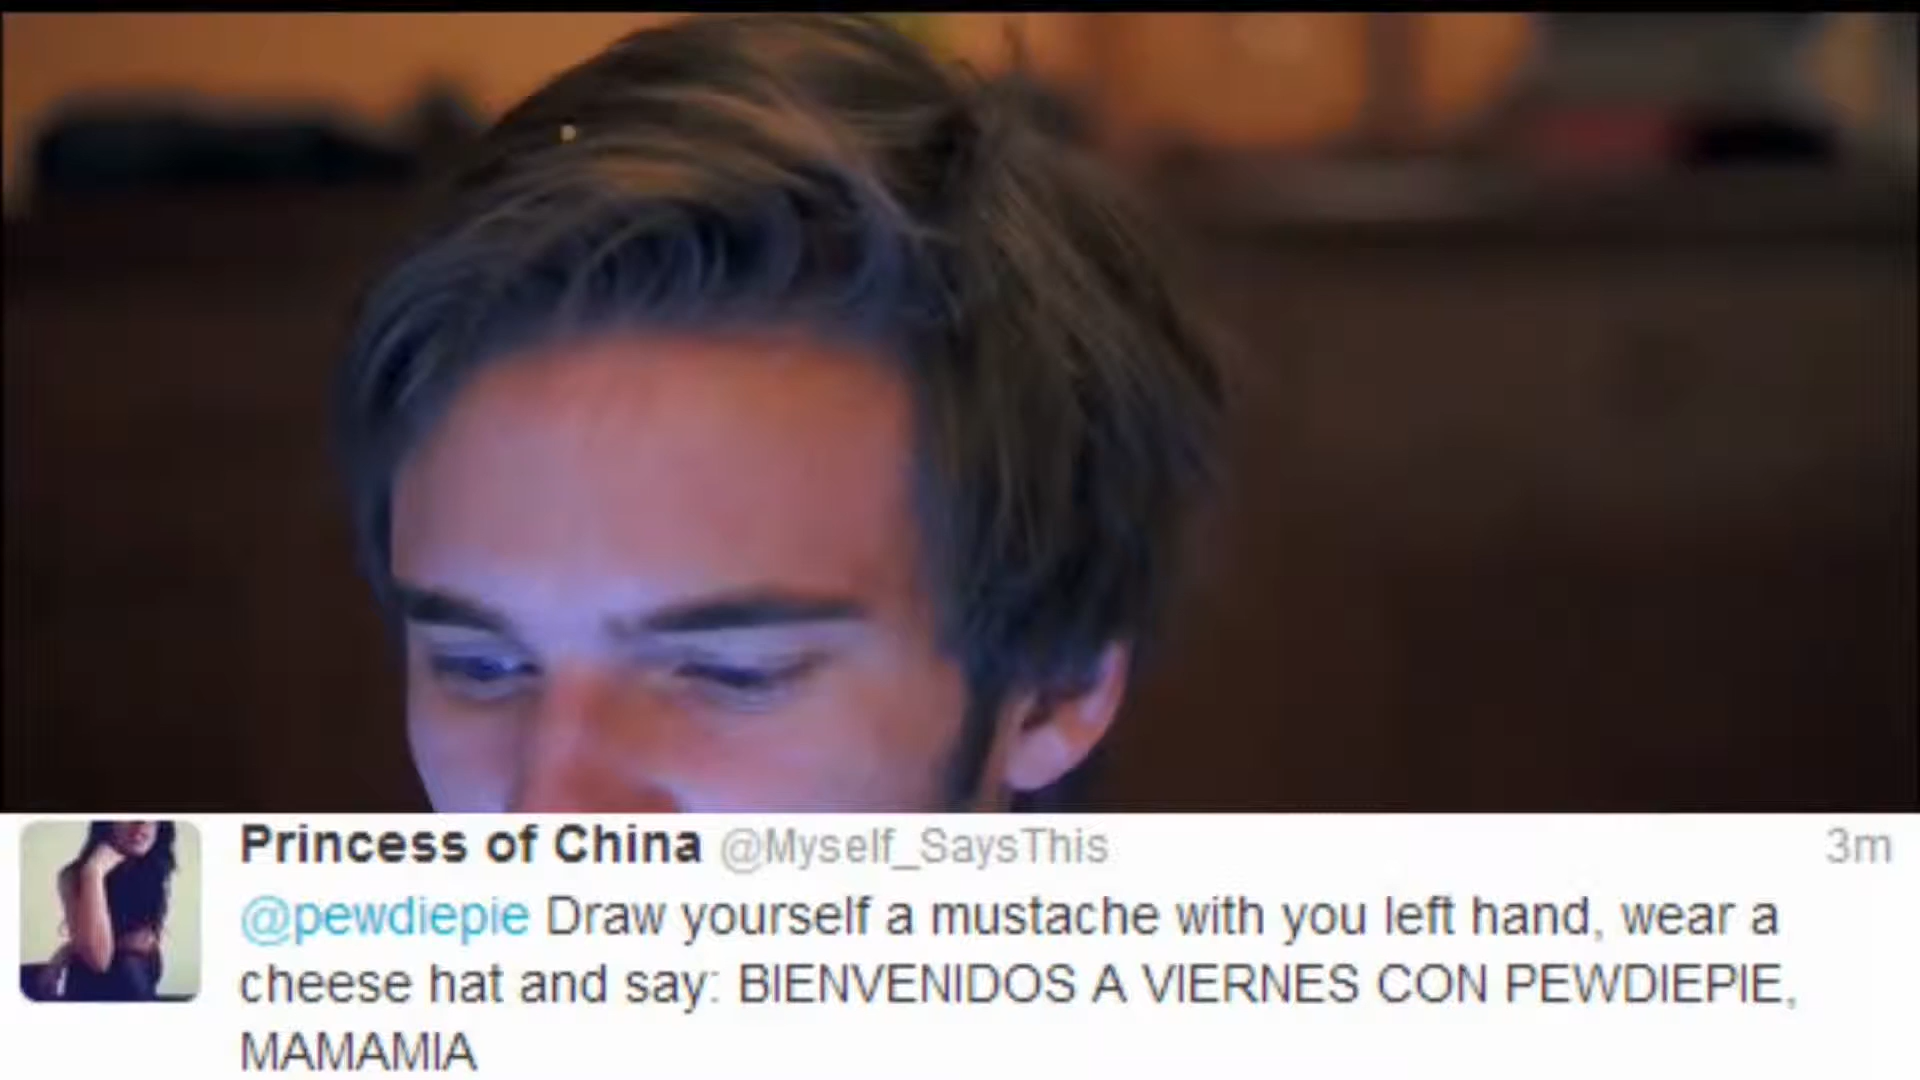 Princess of China @Myself_SaysThis 3m
@pewdiepie Draw yourself a mustache with you left hand, wear a
cheese hat and say: BIENVENIDOS A VIERNES CON PEWDIEPIE,
MAMAMIA